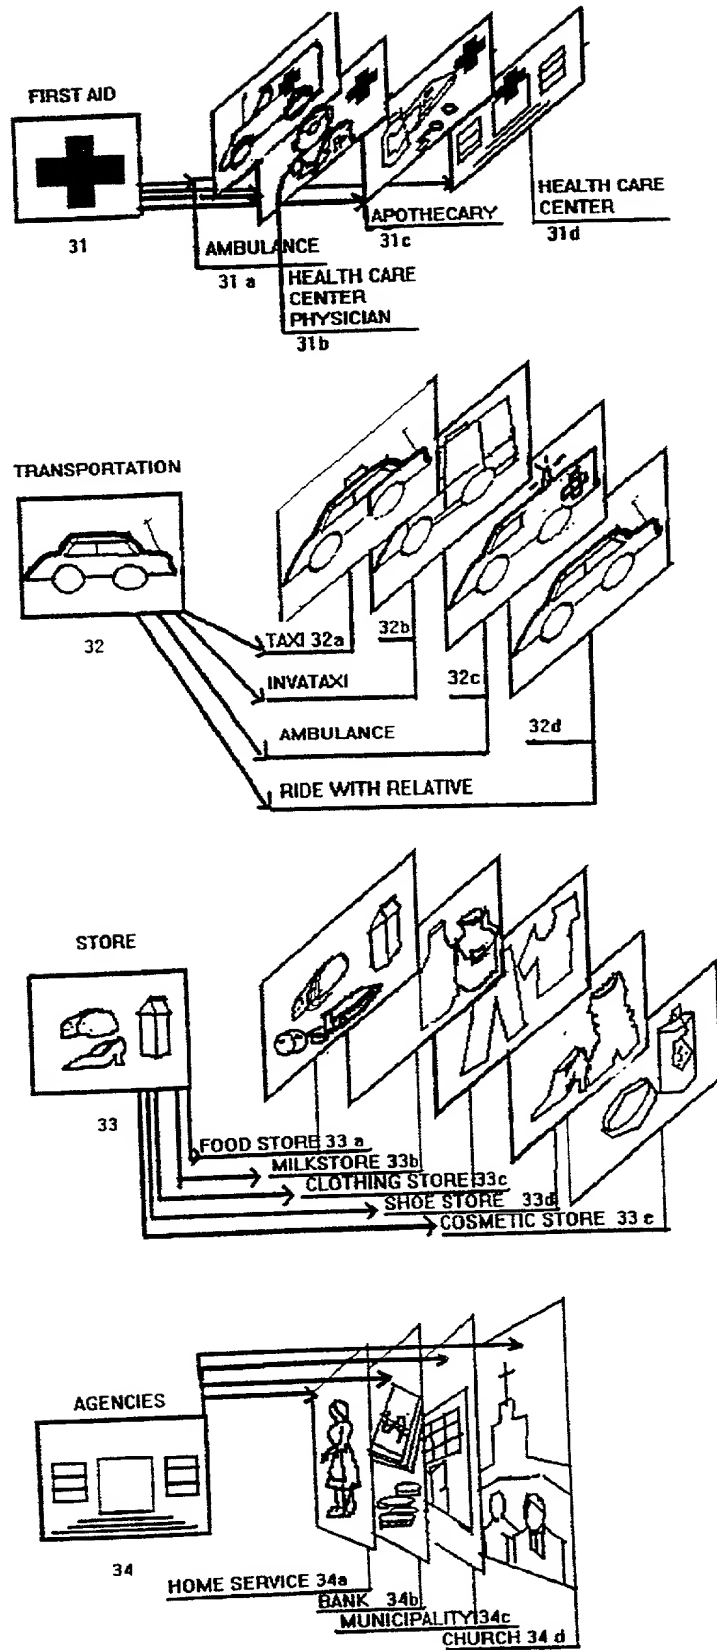 FIRST AID
31
AMBULANCE
31 a
HEALTH CARE
CENTER
PHYSICIAN
31b
APOTHECARY
31c
HEALTH CARE
CENTER
31d
TRANSPORTATION
32
TAXI 32a
32b
INVATAXI
32c
AMBULANCE
32d
RIDE WITH RELATIVE
STORE
33
FOOD STORE 33 a
MILKSTORE 33b
CLOTHING STORE 33c
SHOE STORE 33d
COSMETIC STORE 33 e
AGENCIES
34
HOME SERVICE 34a
BANK 34b
MUNICIPALITY 34c
CHURCH 34 d